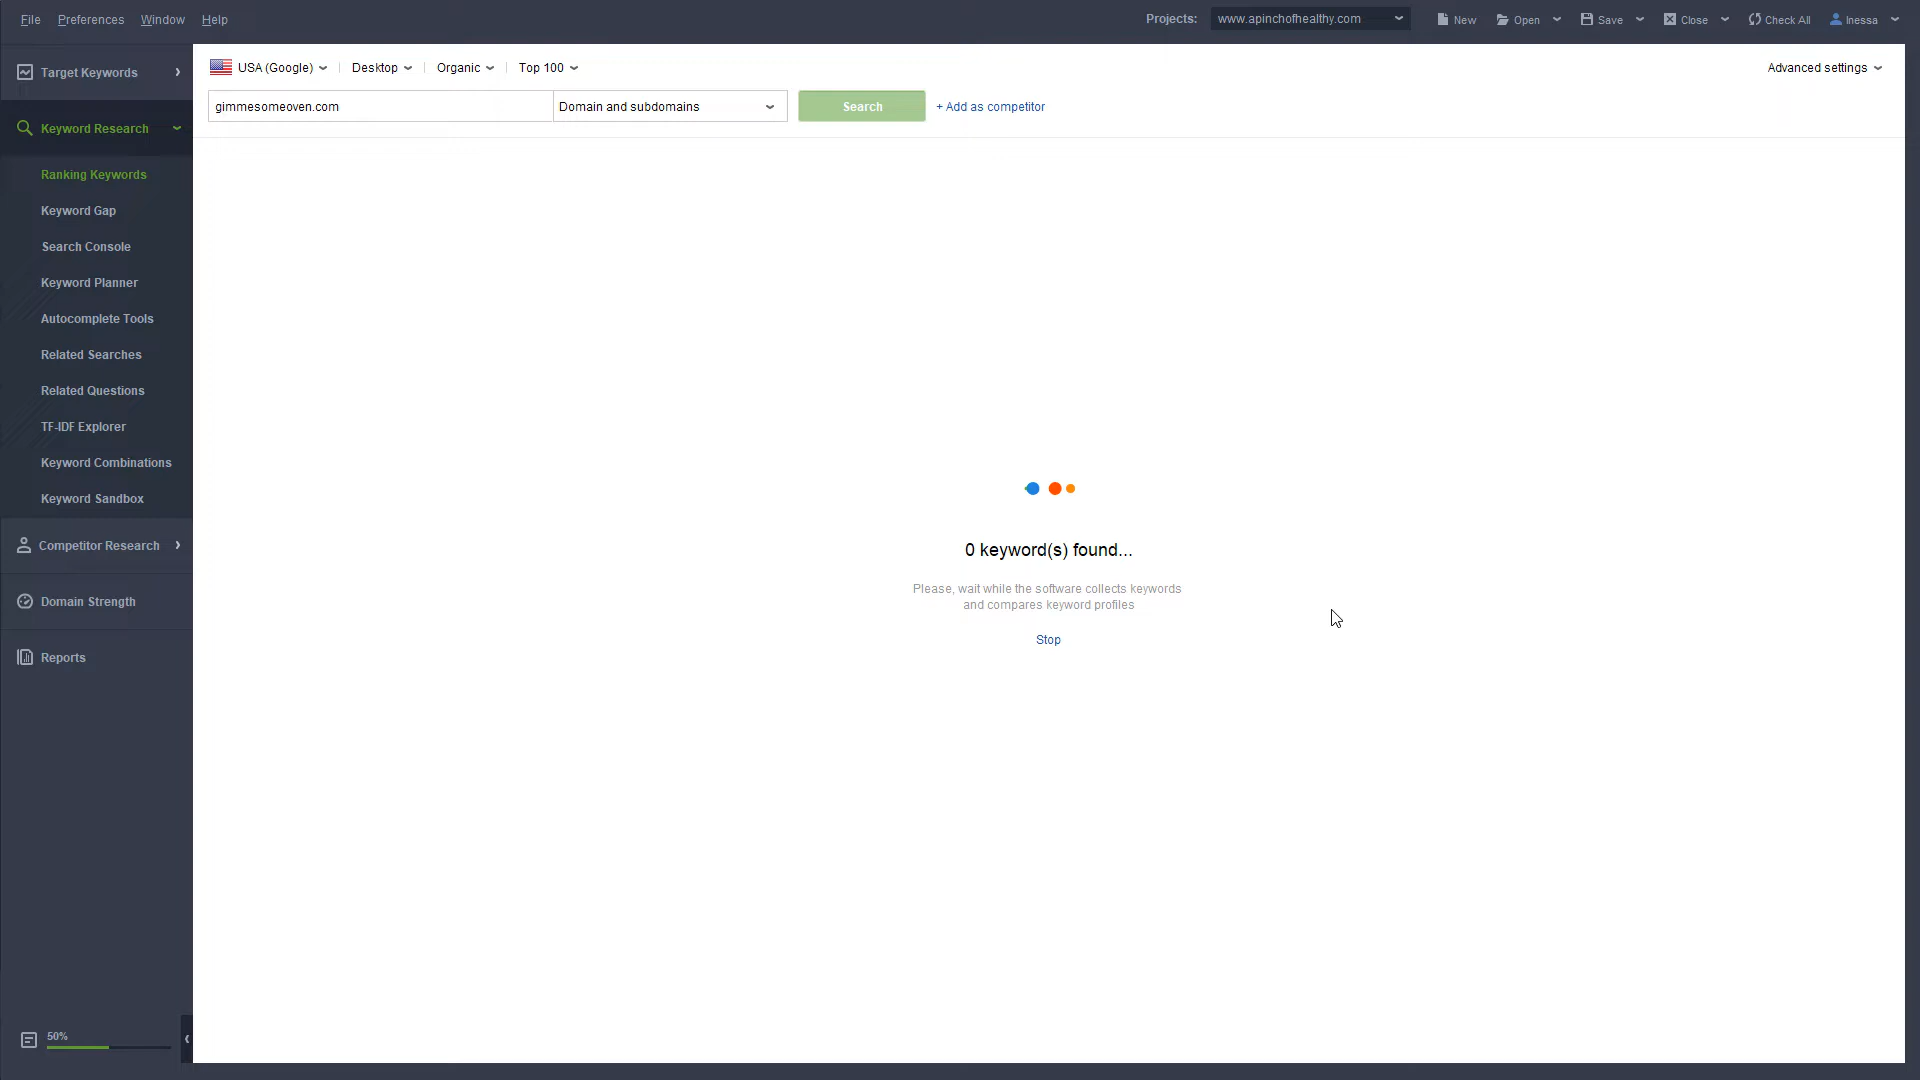 File Preferences Window Help
Projects: www.apinchofhealthy.com New Open Save Close Check All Inessa
Target Keywords
Keyword Research
Ranking Keywords
Keyword Gap
Search Console
Keyword Planner
Autocomplete Tools
Related Searches
Related Questions
TF-IDF Explorer
Keyword Combinations
Keyword Sandbox
Competitor Research
Domain Strength
Reports
50%
USA (Google) Desktop Organic Top 100 Advanced settings
gimmesomeoven.com Domain and subdomains Search + Add as competitor
0 keyword(s) found...
Please, wait while the software collects keywords
and compares keyword profiles
Stop